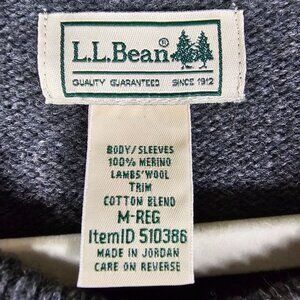 L.L.Bean®
QUALITY GUARANTEED SINCE 1912
BODY/SLEEVES
100% MERINO
LAMBS' WOOL
TRIM
COTTON BLEND
M-REG
ItemID 510386
MADE IN JORDAN
CARE ON REVERSE